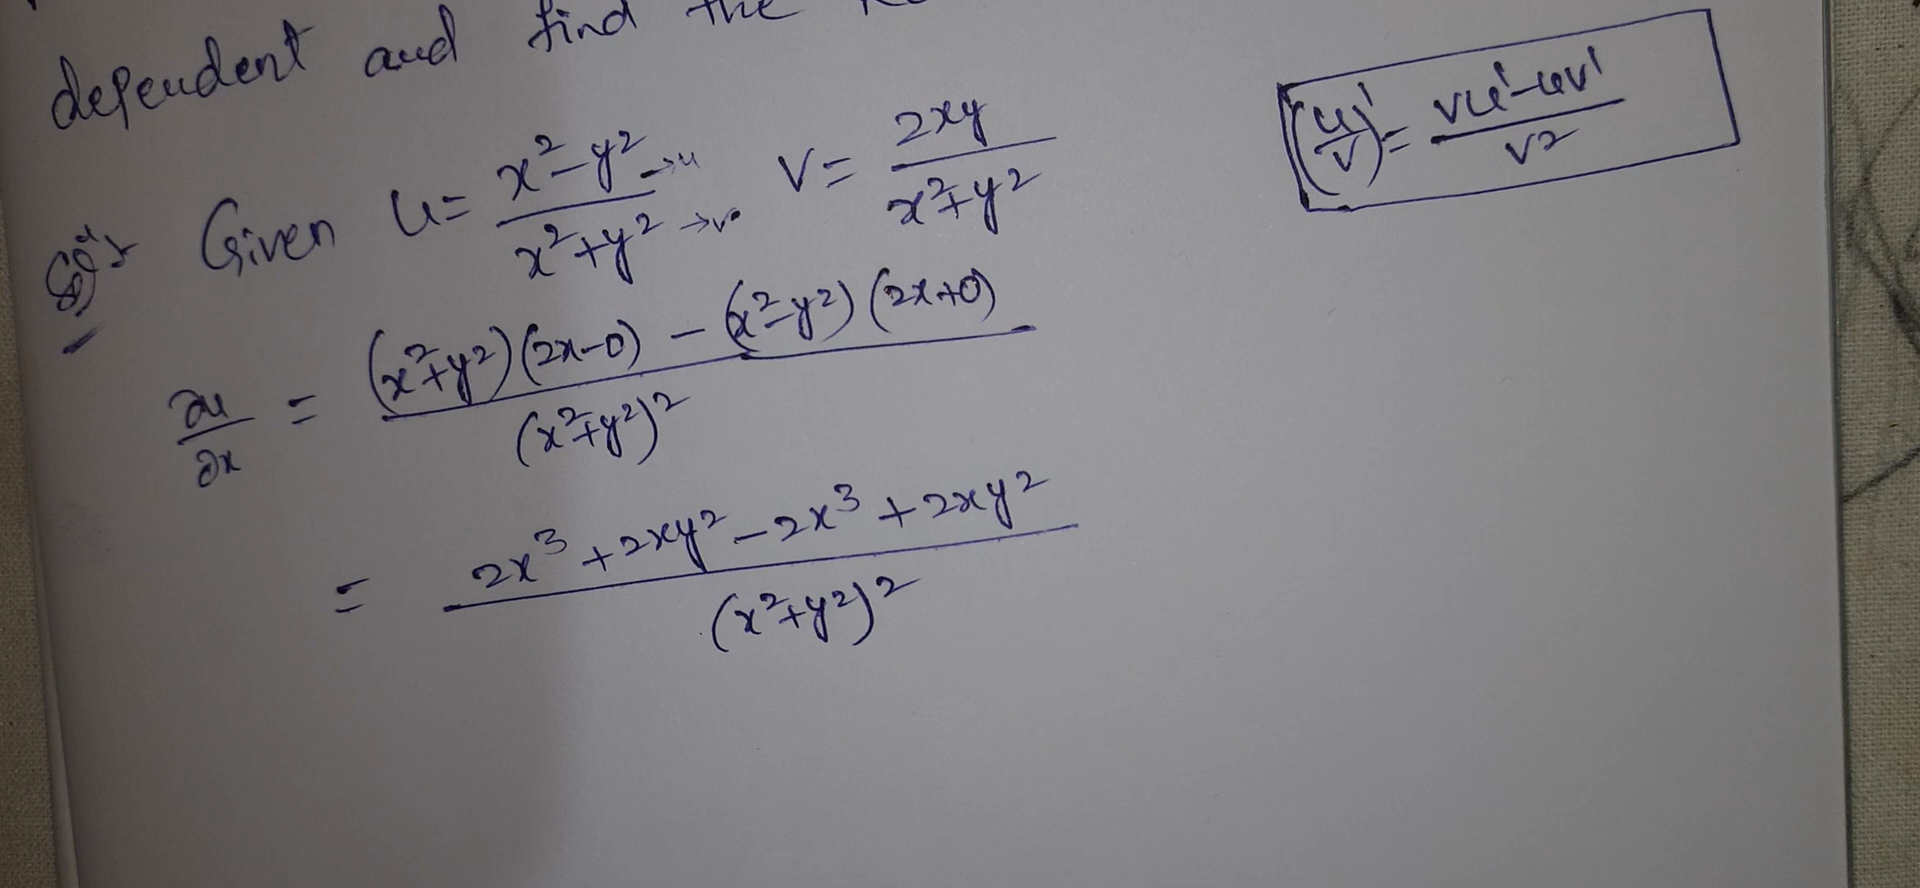 dependent and find the
(u/v)' = (vu' - uv')/v²
Given u = (x² - y²)/(x² + y²) →u →v v = 2xy/(x² + y²)
∂u/∂x = ((x² + y²)(2x - 0) - (x² - y²)(2x + 0))/(x² + y²)²
= (2x³ + 2xy² - 2x³ + 2xy²)/(x² + y²)²